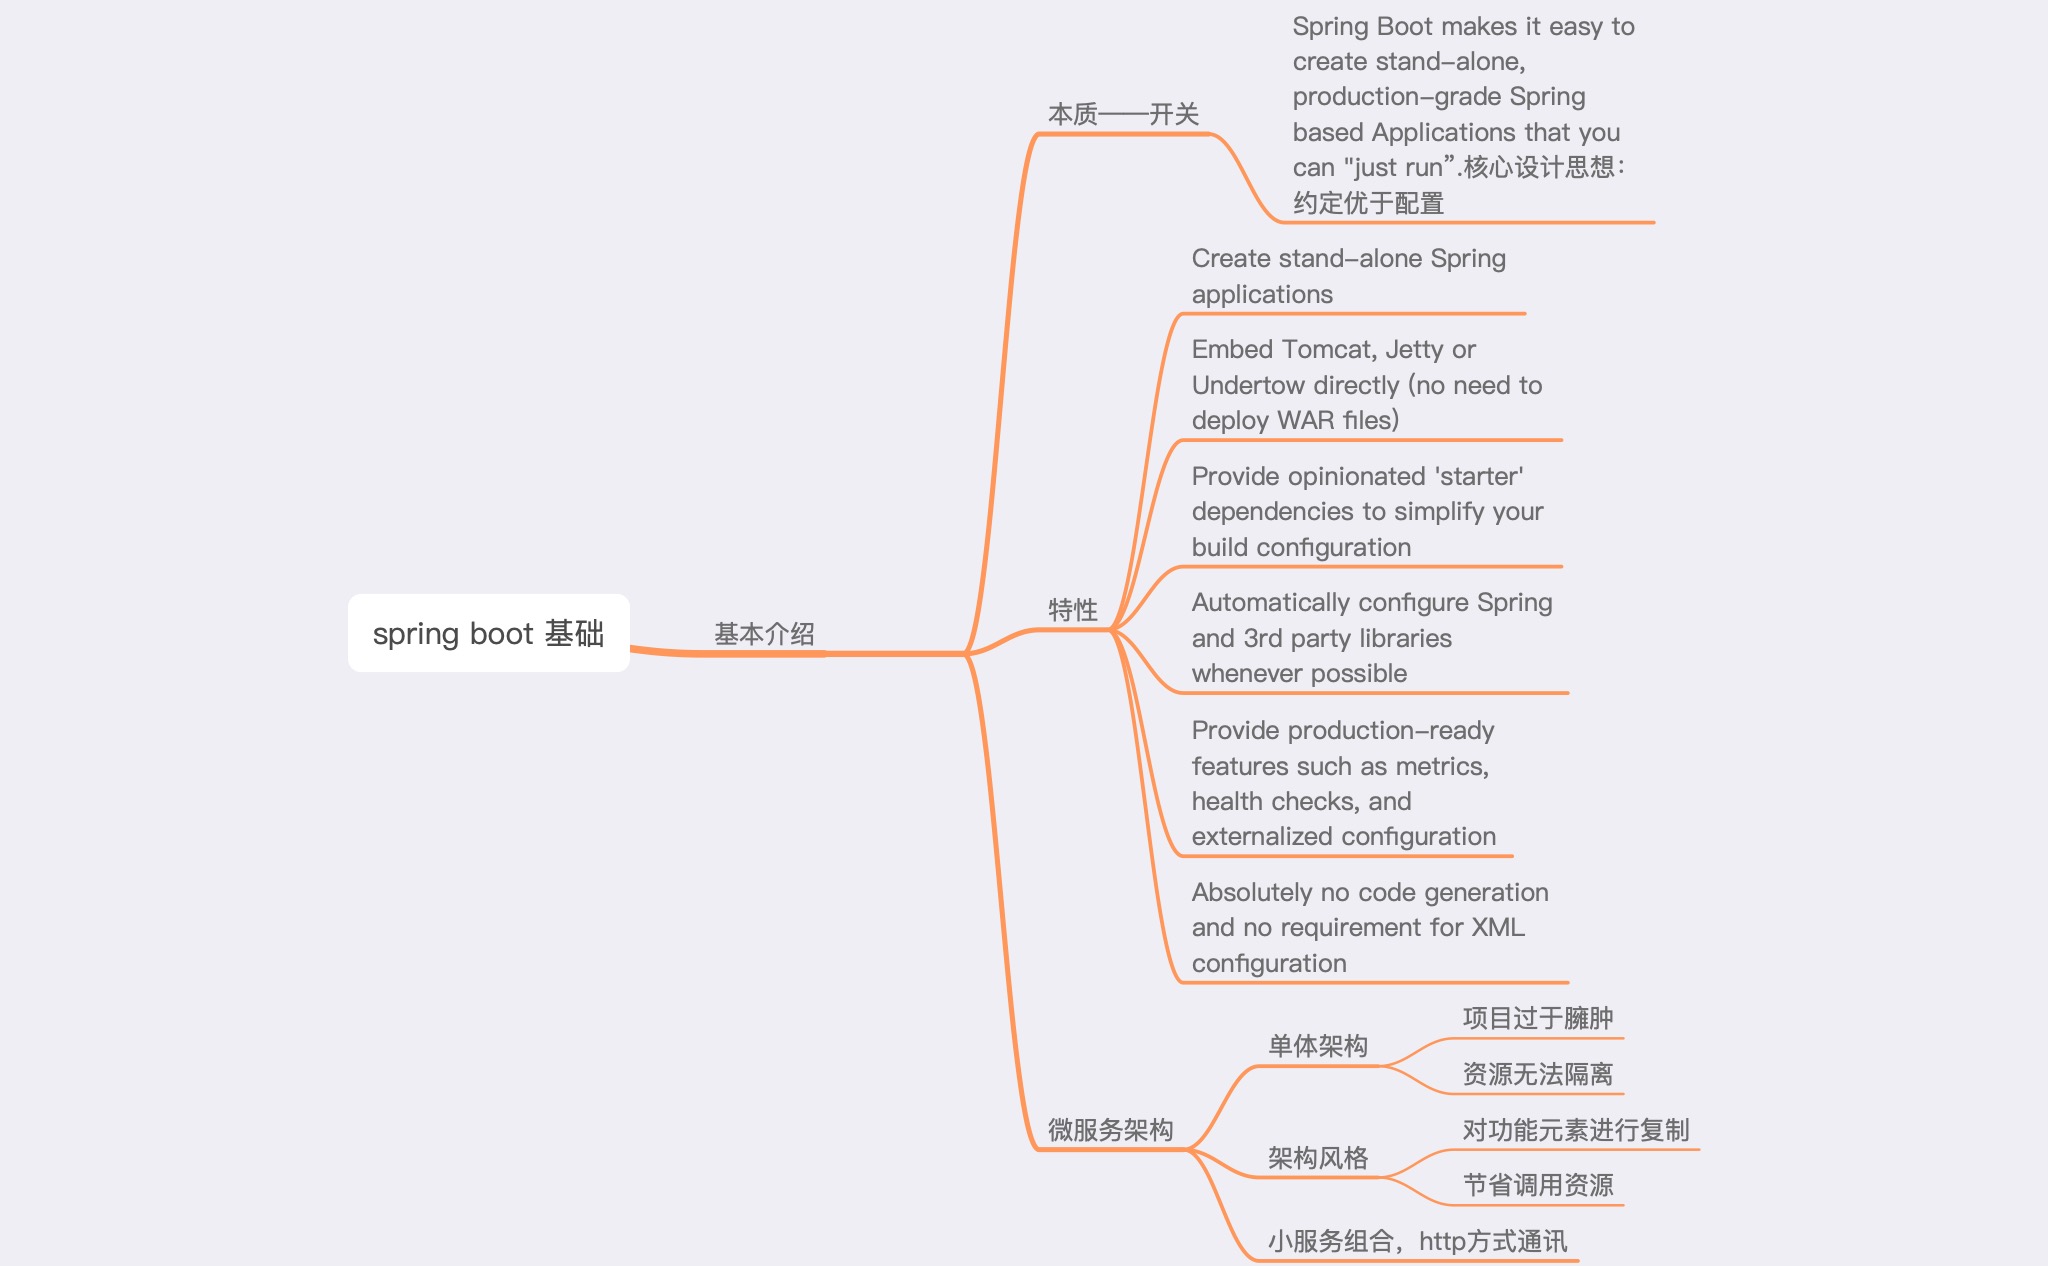 spring boot 基础
基本介绍
本质——开关
Spring Boot makes it easy to
create stand-alone,
production-grade Spring
based Applications that you
can "just run”.核心设计思想：
约定优于配置
特性
Create stand-alone Spring
applications
Embed Tomcat, Jetty or
Undertow directly (no need to
deploy WAR files)
Provide opinionated 'starter'
dependencies to simplify your
build configuration
Automatically configure Spring
and 3rd party libraries
whenever possible
Provide production-ready
features such as metrics,
health checks, and
externalized configuration
Absolutely no code generation
and no requirement for XML
configuration
微服务架构
单体架构
项目过于臃肿
资源无法隔离
架构风格
对功能元素进行复制
节省调用资源
小服务组合，http方式通讯